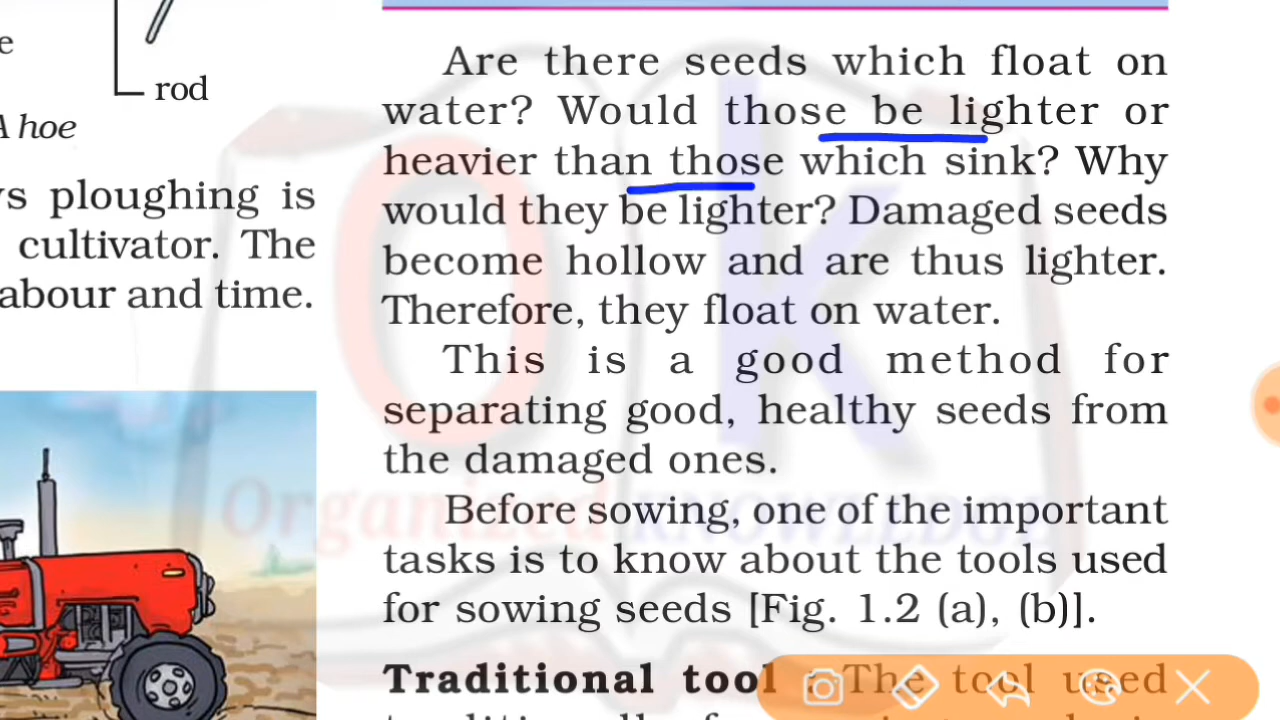 e
rod
A hoe
ws ploughing is
cultivator. The
abour and time.
Are there seeds which float on
water? Would those be lighter or
heavier than those which sink? Why
would they be lighter? Damaged seeds
become hollow and are thus lighter.
Therefore, they float on water.
This is a good method for
separating good, healthy seeds from
the damaged ones.
Before sowing, one of the important
tasks is to know about the tools used
for sowing seeds [Fig. 1.2 (a), (b)].
Traditional tool : The tool used
OK
Organized KNOWLEDGE